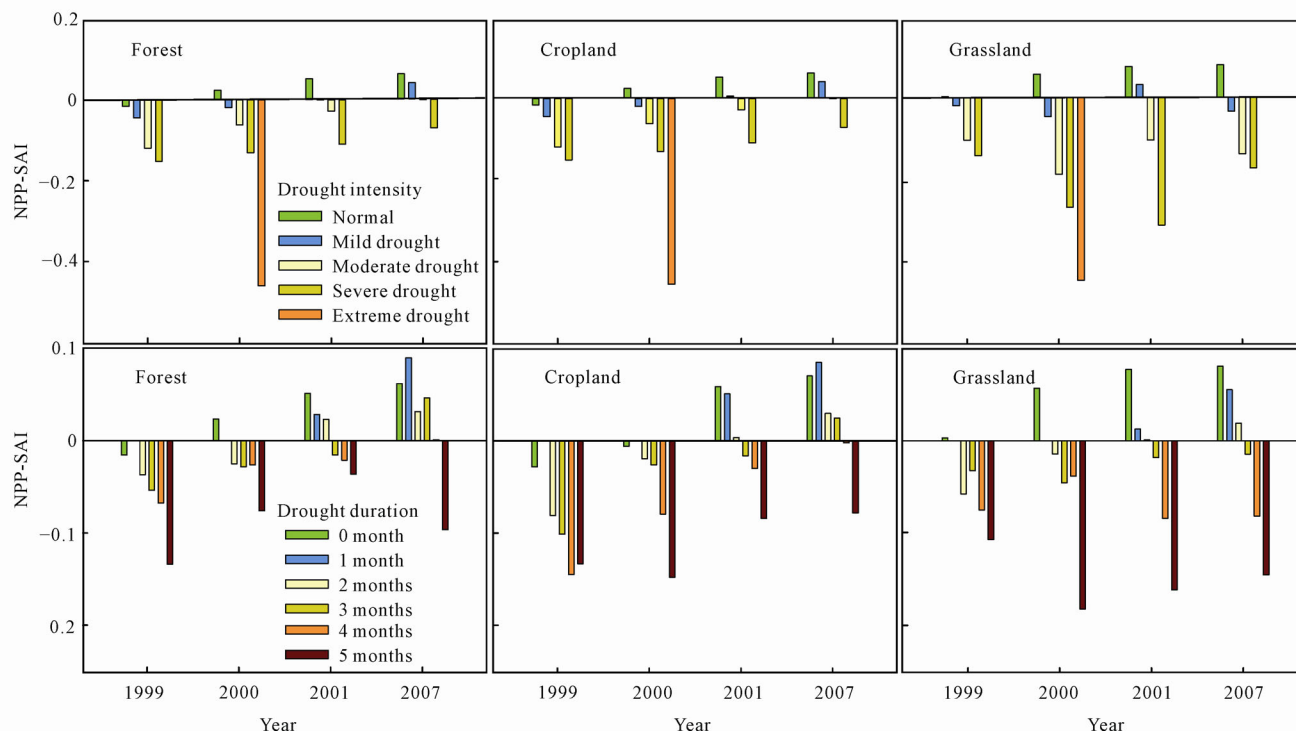 0.2
Forest
Cropland
Grassland
0
−0.2
−0.4
NPP-SAI
Drought intensity
Normal
Mild drought
Moderate drought
Severe drought
Extreme drought
0.1
Forest
Cropland
Grassland
0
−0.1
0.2
NPP-SAI
Drought duration
0 month
1 month
2 months
3 months
4 months
5 months
1999 2000 2001 2007 1999 2000 2001 2007 1999 2000 2001 2007
Year Year Year